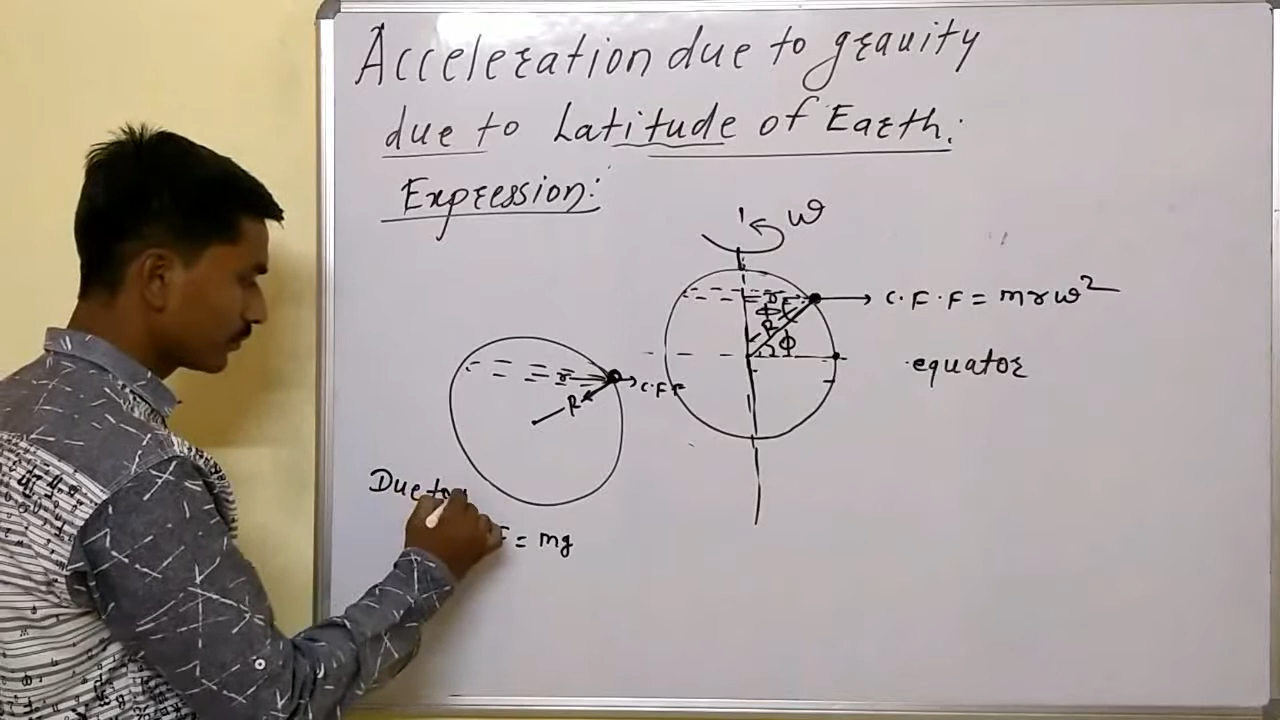 Acceleration due to gravity
due to Latitude of Earth.
Expression:
ω
C.F.F = mrω²
r
Φ
R
Φ
equator
r
C.F.F
R
Due to
F = mg